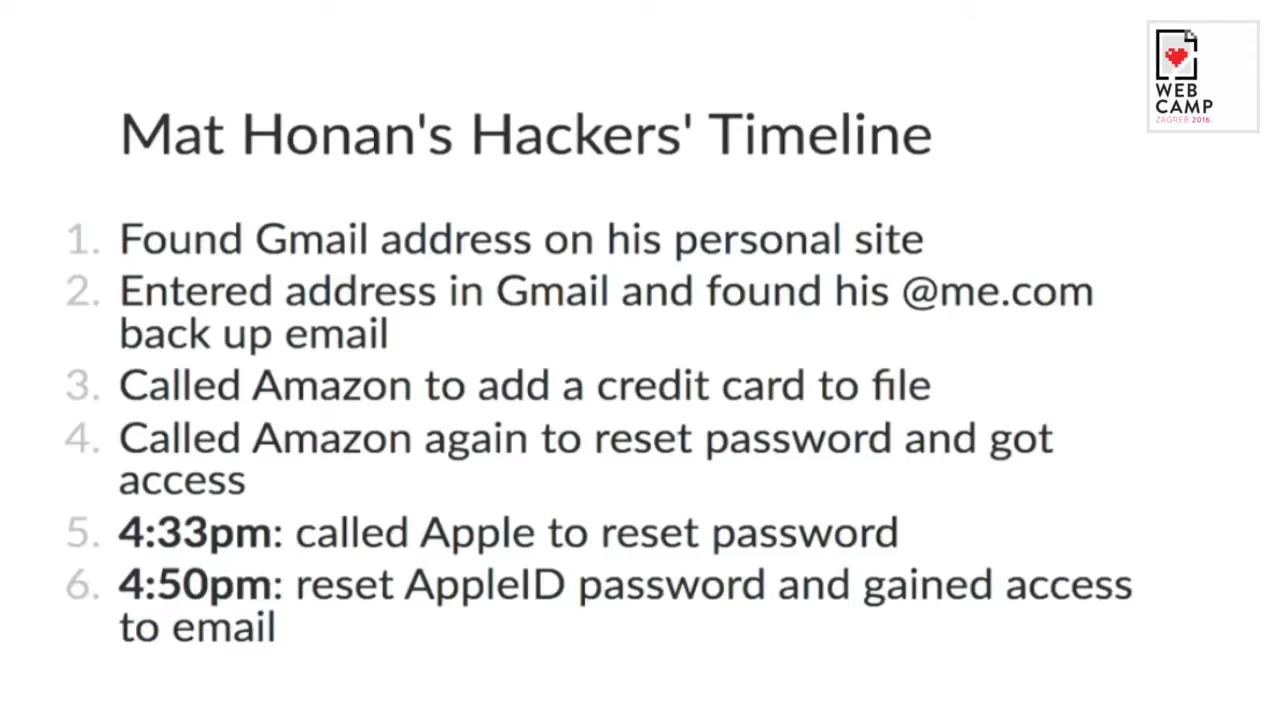 WEB
CAMP
ZAGREB 2016.
Mat Honan's Hackers' Timeline
1. Found Gmail address on his personal site
2. Entered address in Gmail and found his @me.com
back up email
3. Called Amazon to add a credit card to file
4. Called Amazon again to reset password and got
access
5. 4:33pm: called Apple to reset password
6. 4:50pm: reset AppleID password and gained access
to email